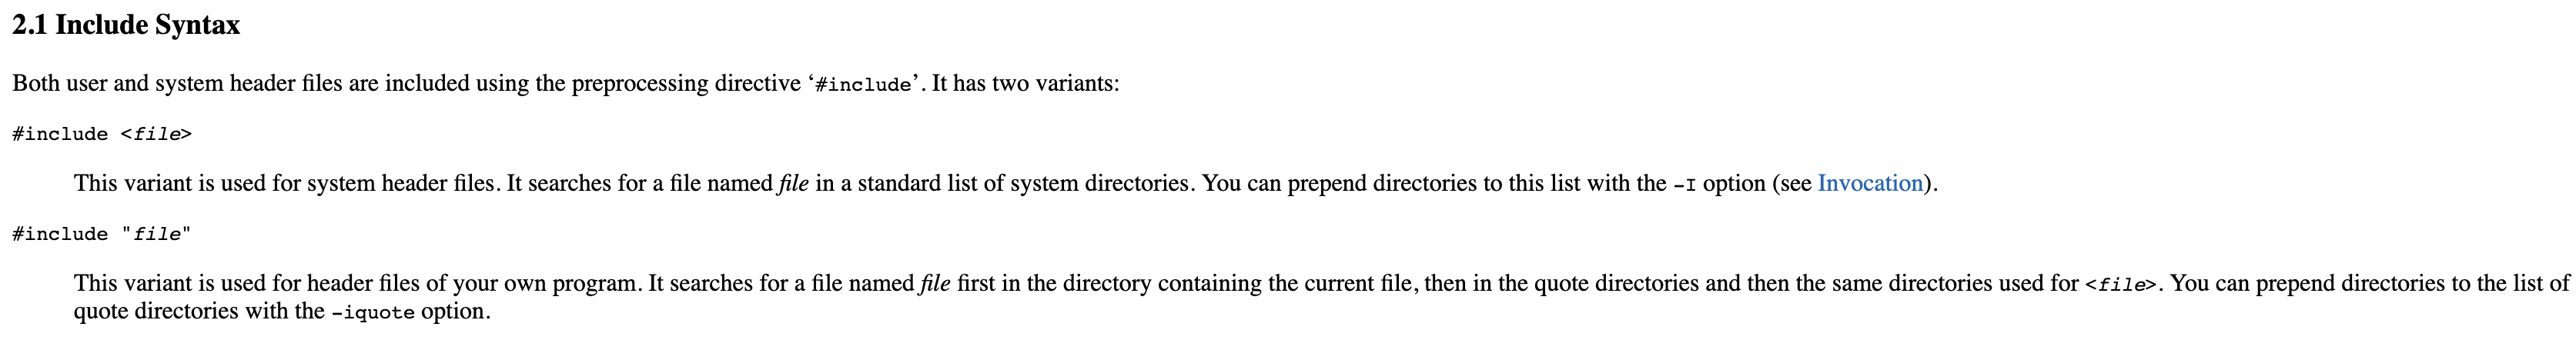 2.1 Include Syntax
Both user and system header files are included using the preprocessing directive ‘#include’. It has two variants:
#include <file>
This variant is used for system header files. It searches for a file named file in a standard list of system directories. You can prepend directories to this list with the -I option (see Invocation).
#include "file"
This variant is used for header files of your own program. It searches for a file named file first in the directory containing the current file, then in the quote directories and then the same directories used for <file>. You can prepend directories to the list of
quote directories with the -iquote option.